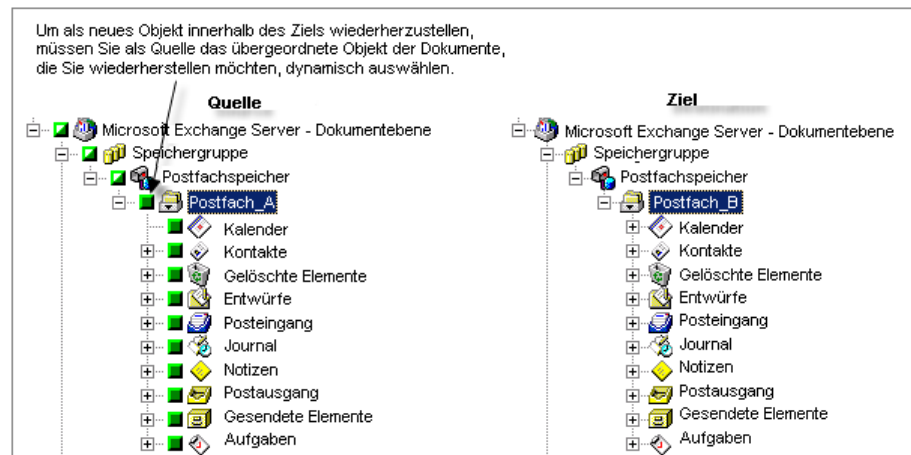 Um als neues Objekt innerhalb des Ziels wiederherzustellen,
müssen Sie als Quelle das übergeordnete Objekt der Dokumente,
die Sie wiederherstellen möchten, dynamisch auswählen.
Quelle
Microsoft Exchange Server - Dokumentebene
Speichergruppe
Postfachspeicher
Postfach_A
Kalender
Kontakte
Gelöschte Elemente
Entwürfe
Posteingang
Journal
Notizen
Postausgang
Gesendete Elemente
Aufgaben
Ziel
Microsoft Exchange Server - Dokumentebene
Speichergruppe
Postfachspeicher
Postfach_B
Kalender
Kontakte
Gelöschte Elemente
Entwürfe
Posteingang
Journal
Notizen
Postausgang
Gesendete Elemente
Aufgaben